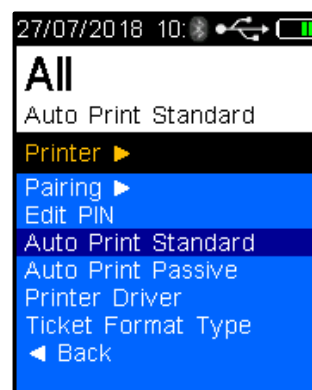 27/07/2018 10:
All
Auto Print Standard
Printer ►
Pairing ►
Edit PIN
Auto Print Standard
Auto Print Passive
Printer Driver
Ticket Format Type
◄ Back